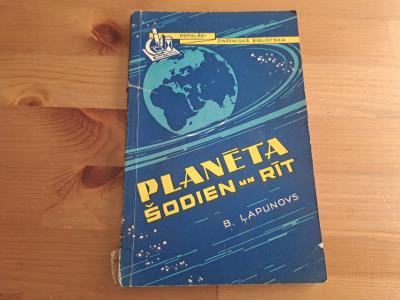 POPULĀRI
ZINĀTNISKĀ BIBLIOTEKA
PLANĒTA
ŠODIEN UN RĪT
B. ĻAPUNOVS